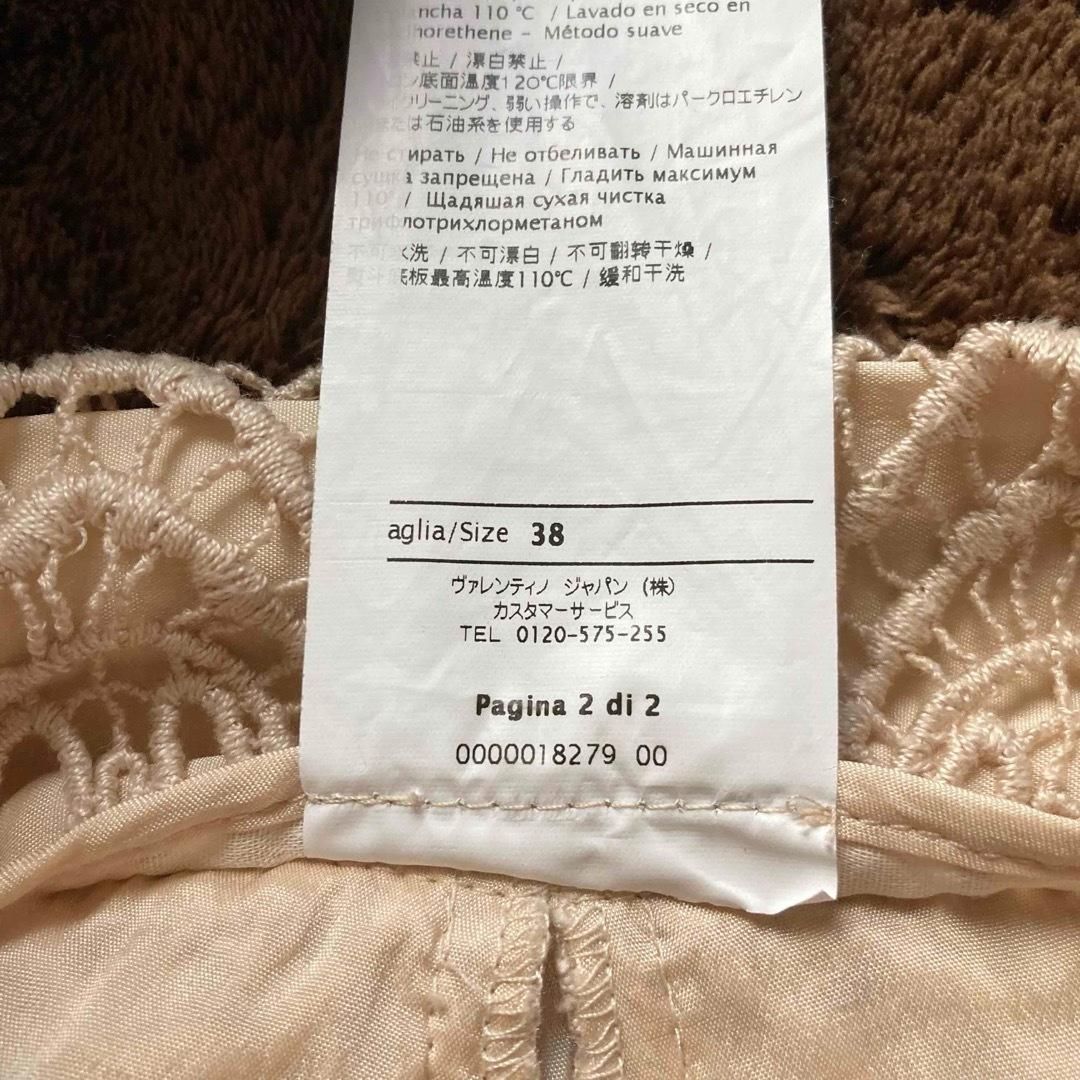 110 °C / Lavado en seco en
Método suave
止 / 漂白禁止 /
底面温度120℃限界 /
クリーニング、弱い操作で、溶剤はパークロエチレン
は石油系を使用する
Не стирать / Не отбеливать / Машинная
сушка запрещена / Гладить максимум
110° / Щадяшая сухая чистка
трифлотрихлорметаном
不可水洗 / 不可漂白 / 不可翻转干燥 /
熨斗底板最高温度110℃ / 缓和干洗
aglia/Size 38
ヴァレンティノ ジャパン (株)
カスタマーサービス
TEL 0120-575-255
Pagina 2 di 2
0000018279 00